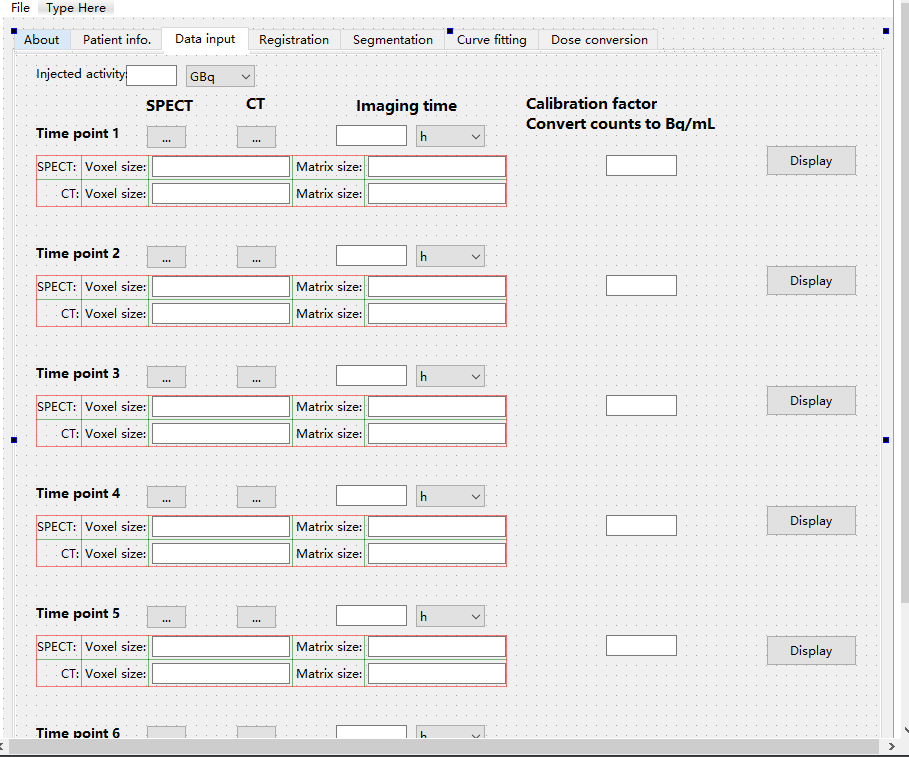 File Type Here
About Patient info. Data input Registration Segmentation Curve fitting Dose conversion
Injected activity: GBq
SPECT CT Imaging time Calibration factor
Convert counts to Bq/mL
Time point 1 ... ... h
SPECT: Voxel size: Matrix size: Display
CT: Voxel size: Matrix size:
Time point 2 ... ... h
SPECT: Voxel size: Matrix size: Display
CT: Voxel size: Matrix size:
Time point 3 ... ... h
SPECT: Voxel size: Matrix size: Display
CT: Voxel size: Matrix size:
Time point 4 ... ... h
SPECT: Voxel size: Matrix size: Display
CT: Voxel size: Matrix size:
Time point 5 ... ... h
SPECT: Voxel size: Matrix size: Display
CT: Voxel size: Matrix size:
Time point 6 h